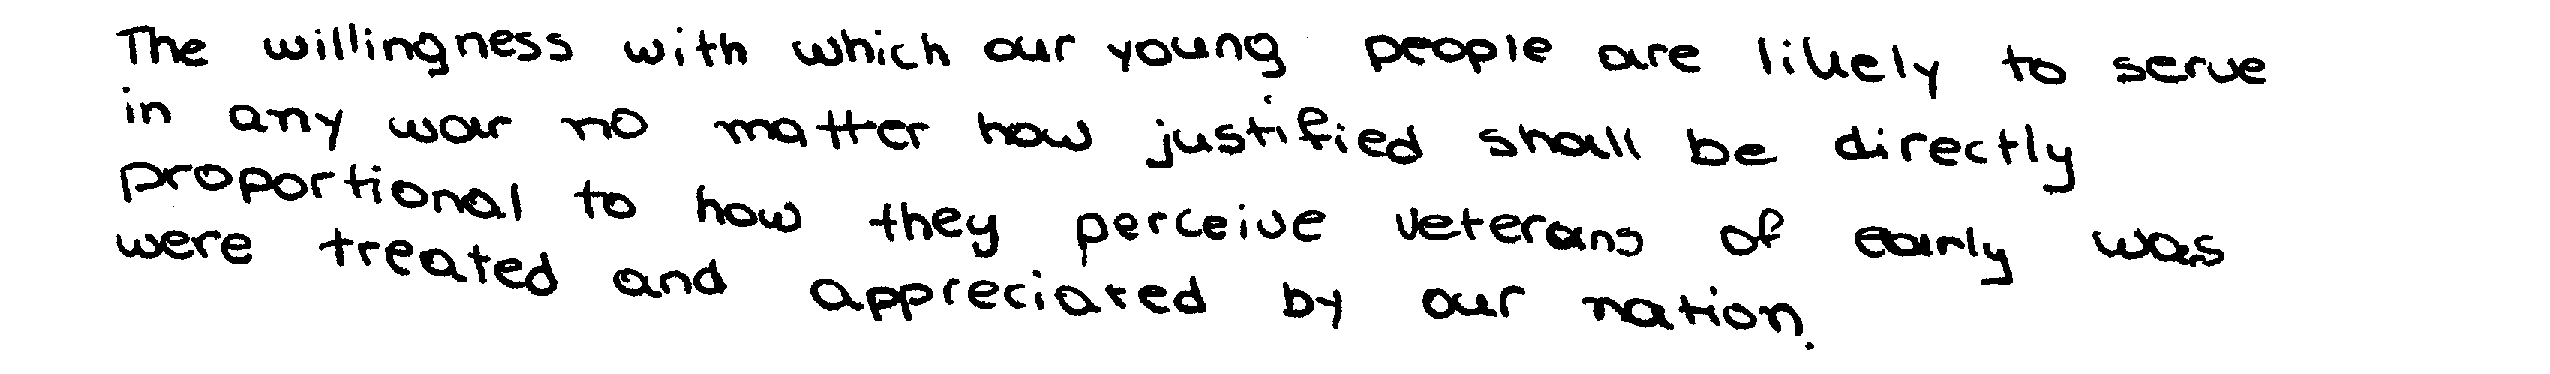 The willingness with which our young people are likely to serve
in any war no matter how justified shall be directly
proportional to how they perceive veterans of early was
were treated and appreciated by our nation.